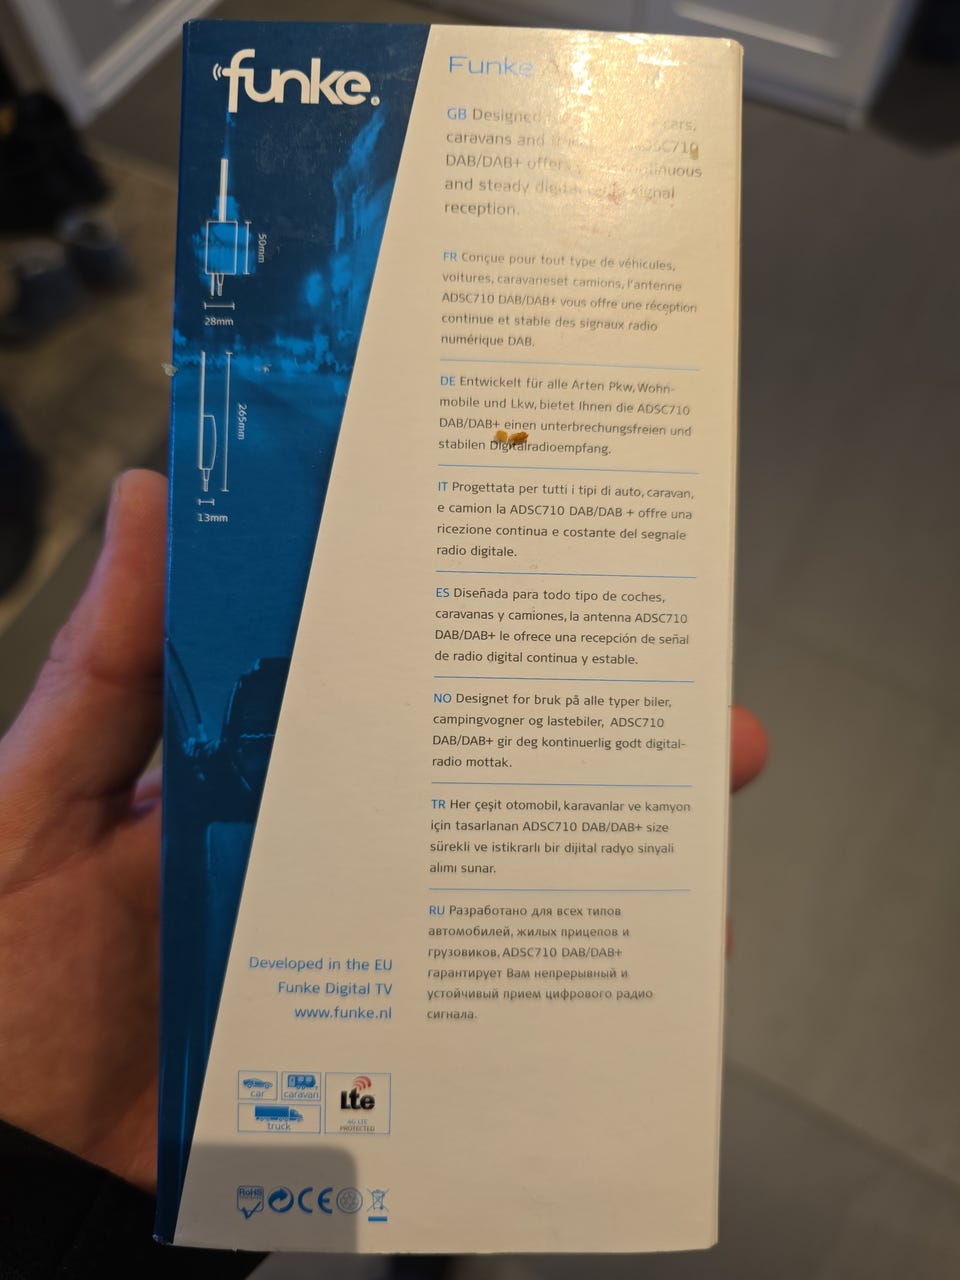 funke.
50mm
28mm
265mm
13mm
Funke
GB Designed cars,
caravans and ADSC710
DAB/DAB+ offers continuous
and steady digital signal
reception.
FR Conçue pour tout type de véhicules,
voitures, caravaneset camions, l'antenne
ADSC710 DAB/DAB+ vous offre une réception
continue et stable des signaux radio
numérique DAB.
DE Entwickelt für alle Arten Pkw, Wohn-
mobile und Lkw, bietet Ihnen die ADSC710
DAB/DAB+ einen unterbrechungsfreien und
stabilen Digitalradioempfang.
IT Progettata per tutti i tipi di auto, caravan,
e camion la ADSC710 DAB/DAB + offre una
ricezione continua e costante del segnale
radio digitale.
ES Diseñada para todo tipo de coches,
caravanas y camiones, la antenna ADSC710
DAB/DAB+ le ofrece una recepción de señal
de radio digital continua y estable.
NO Designet for bruk på alle typer biler,
campingvogner og lastebiler, ADSC710
DAB/DAB+ gir deg kontinuerlig godt digital-
radio mottak.
TR Her çeşit otomobil, karavanlar ve kamyon
için tasarlanan ADSC710 DAB/DAB+ size
sürekli ve istikrarlı bir dijital radyo sinyali
alımı sunar.
RU Разработано для всех типов
автомобилей, жилых прицепов и
грузовиков, ADSC710 DAB/DAB+
гарантирует Вам непрерывный и
устойчивый прием цифрового радио
сигнала.
Developed in the EU
Funke Digital TV
www.funke.nl
car
caravan
truck
Lte
4G LTE
PROTECTED
RoHS
CE